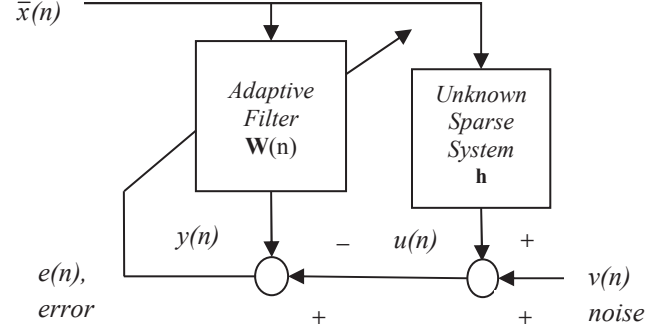 x̄(n)
Adaptive
Filter
W(n)
Unknown
Sparse
System
h
y(n)
–
u(n)
+
e(n),
error
+
+
v(n)
noise